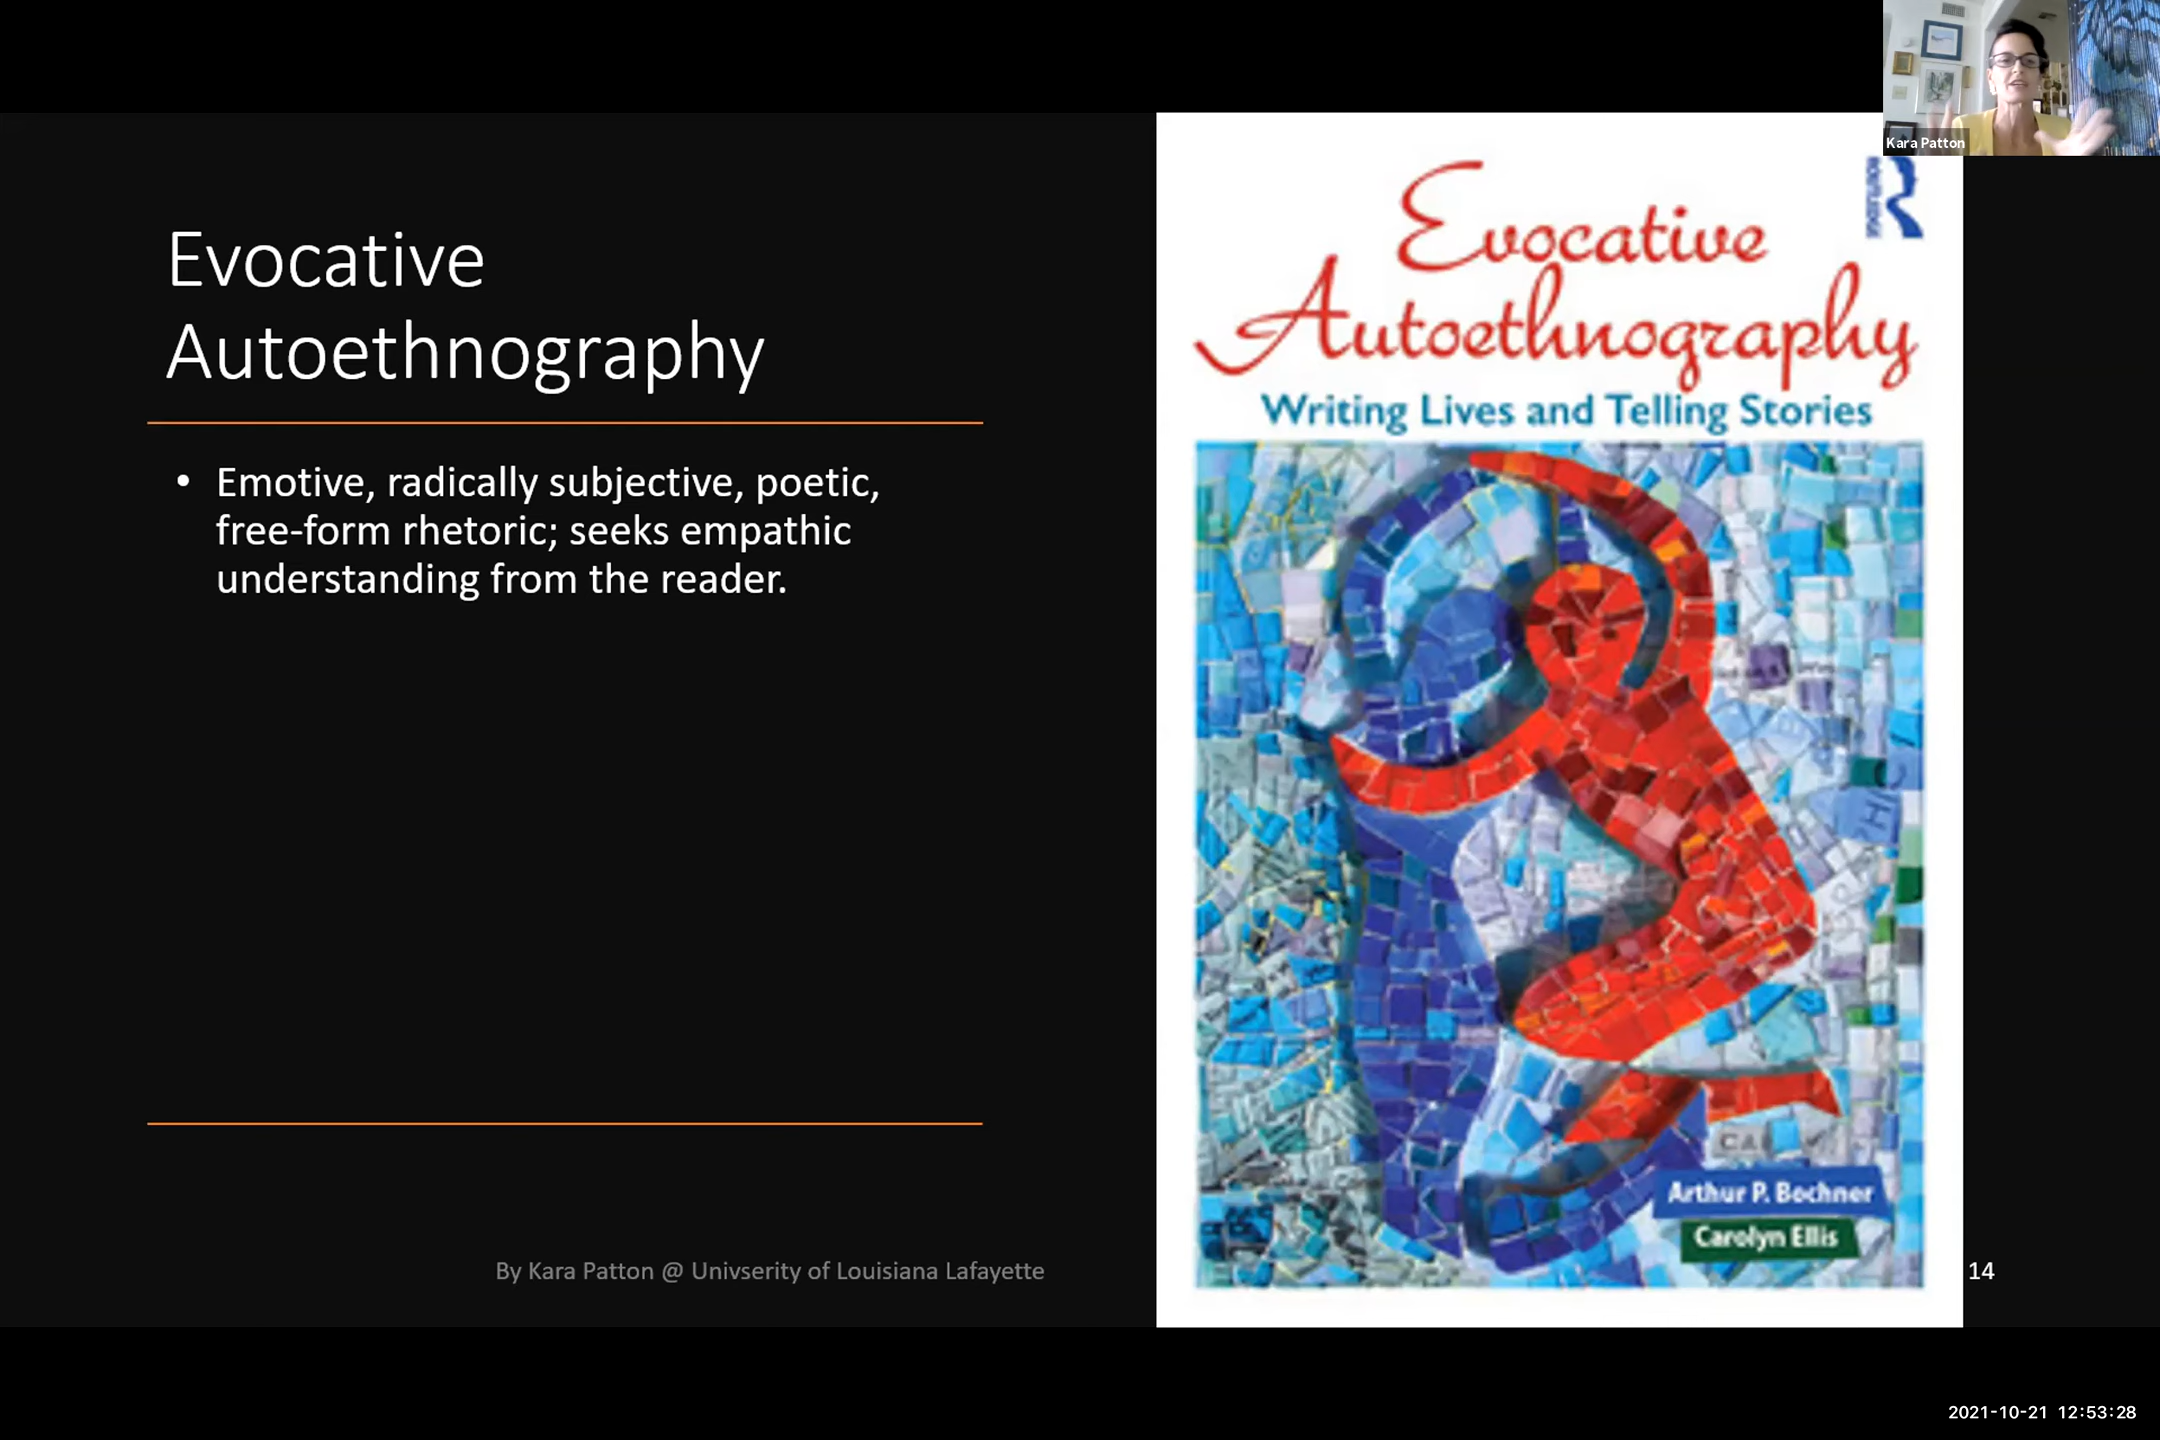 Kara Patton
Evocative
Autoethnography
• Emotive, radically subjective, poetic,
free-form rhetoric; seeks empathic
understanding from the reader.
By Kara Patton @ Univserity of Louisiana Lafayette
Evocative
Autoethnography
Writing Lives and Telling Stories
Arthur P. Bochner
Carolyn Ellis
14
2021-10-21 12:53:28